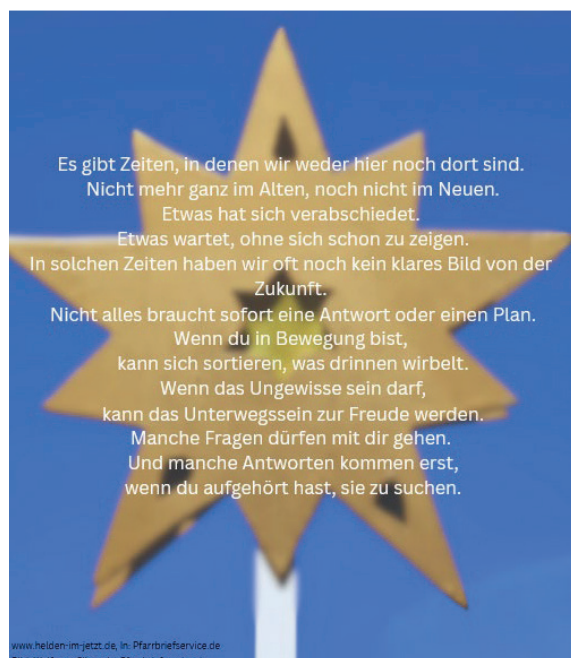 Es gibt Zeiten, in denen wir weder hier noch dort sind.
Nicht mehr ganz im Alten, noch nicht im Neuen.
Etwas hat sich verabschiedet.
Etwas wartet, ohne sich schon zu zeigen.
In solchen Zeiten haben wir oft noch kein klares Bild von der
Zukunft.
Nicht alles braucht sofort eine Antwort oder einen Plan.
Wenn du in Bewegung bist,
kann sich sortieren, was drinnen wirbelt.
Wenn das Ungewisse sein darf,
kann das Unterwegssein zur Freude werden.
Manche Fragen dürfen mit dir gehen.
Und manche Antworten kommen erst,
wenn du aufgehört hast, sie zu suchen.
www.helden-im-jetzt.de, In: Pfarrbriefservice.de